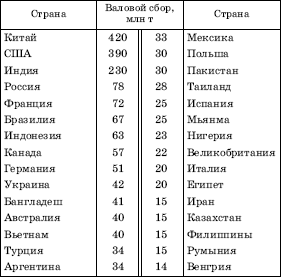 Страна Валовой сбор, млн т Страна
Китай 420 33 Мексика
США 390 30 Польша
Индия 230 30 Пакистан
Россия 78 28 Таиланд
Франция 72 25 Испания
Бразилия 67 25 Мьянма
Индонезия 63 23 Нигерия
Канада 57 22 Великобритания
Германия 51 20 Италия
Украина 42 20 Египет
Бангладеш 41 15 Иран
Австралия 40 15 Казахстан
Вьетнам 40 15 Филиппины
Турция 34 15 Румыния
Аргентина 34 14 Венгрия